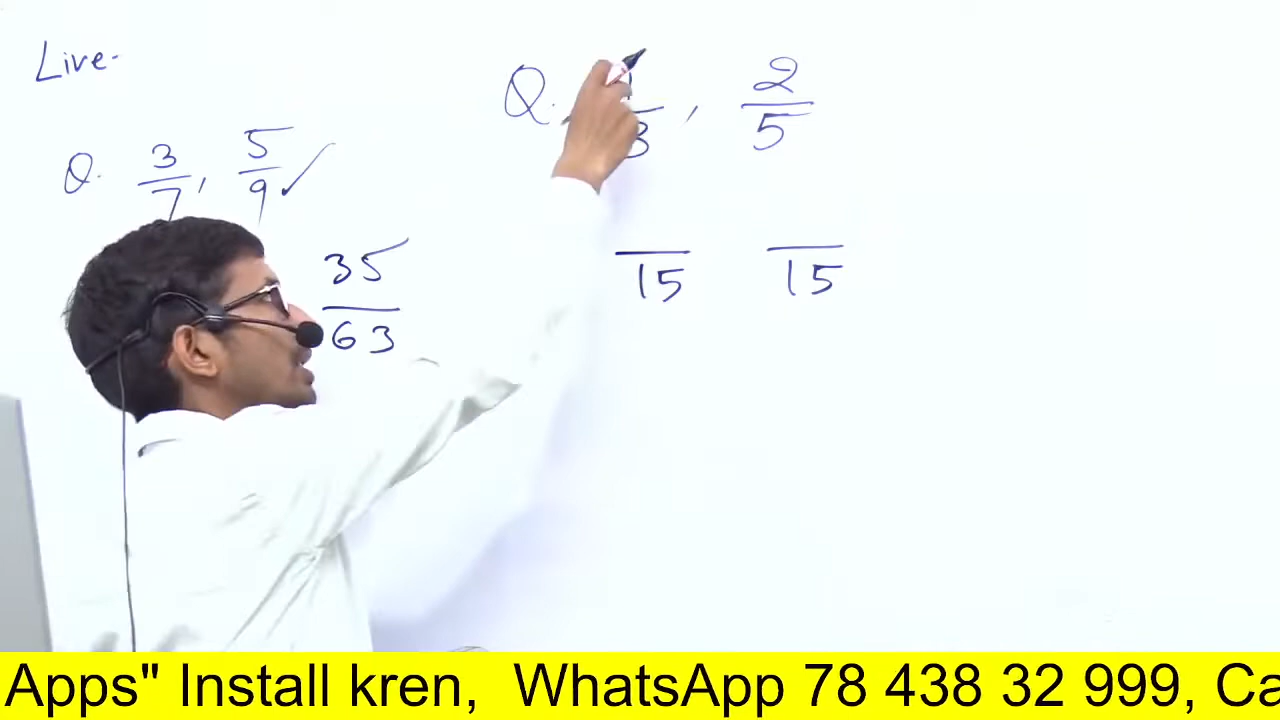 Live-
Q. 3/7, 5/9 ✓
35/63
Q. /3, 2/5
/15 /15
Apps" Install kren, WhatsApp 78 438 32 999, Ca